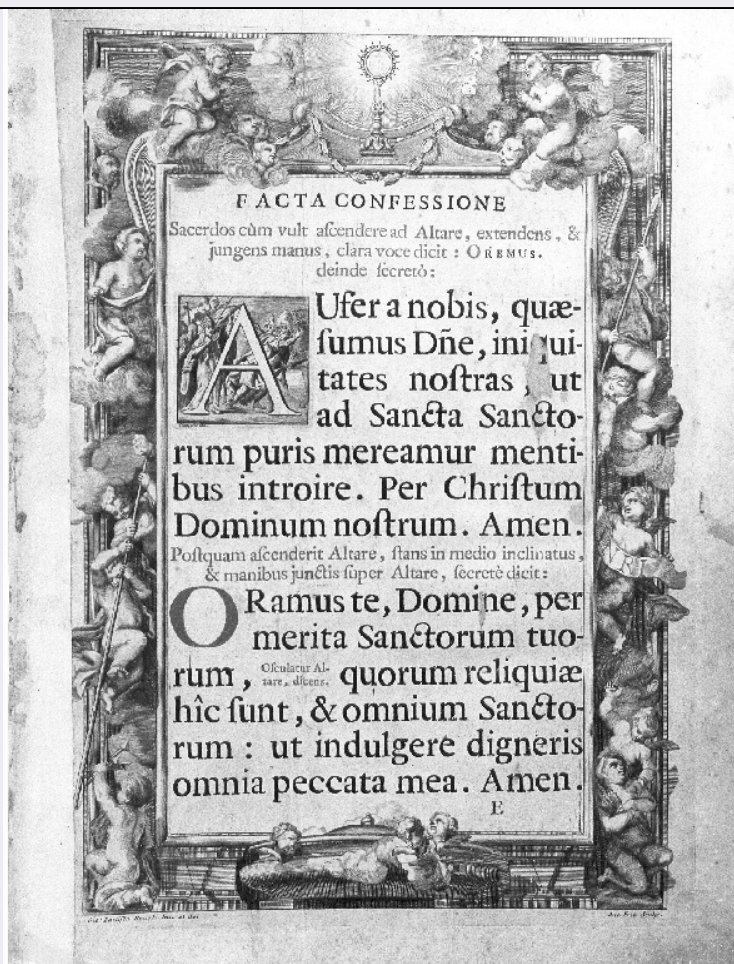 FACTA CONFESSIONE
Sacerdos cùm vult aſcendere ad Altare, extendens, &
jungens manus, clara voce dicit : OREMUS.
deinde ſecretò:
AUfer a nobis, quæ-
ſumus Dñe, iniqui-
tates noſtras, ut
ad Sancta Sancto-
rum puris mereamur menti-
bus introire. Per Chriſtum
Dominum noſtrum. Amen.
Poſtquam aſcenderit Altare, ſtans in medio inclinatus,
& manibus junctis ſuper Altare, ſecretè dicit:
ORamus te, Domine, per
merita Sanctorum tuo-
rum, Oſculatur Al-
tare, dicens. quorum reliquiæ
hîc ſunt, & omnium Sancto-
rum : ut indulgere digneris
omnia peccata mea. Amen.
E